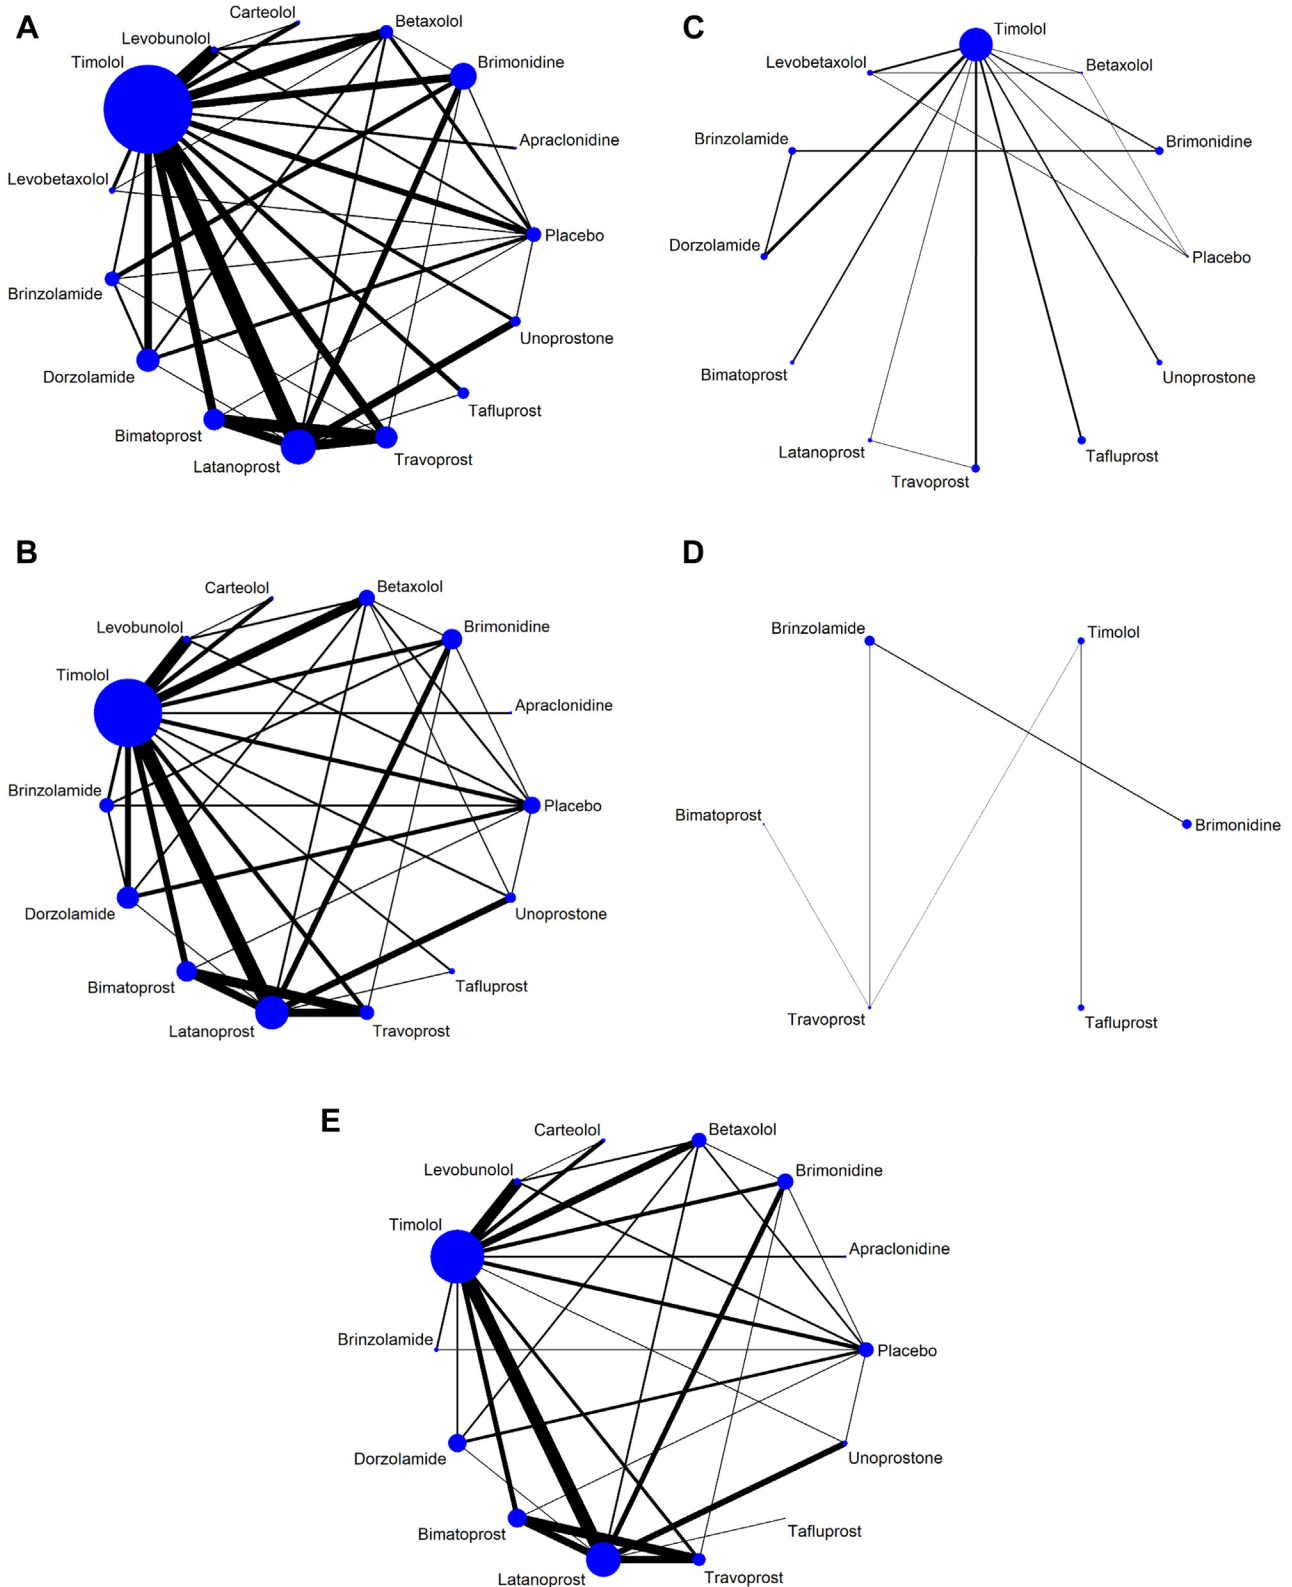 A
Carteolol
Betaxolol
Levobunolol
Timolol
Brimonidine
Apraclonidine
Levobetaxolol
Placebo
Brinzolamide
Unoprostone
Dorzolamide
Tafluprost
Bimatoprost
Travoprost
Latanoprost
C
Timolol
Levobetaxolol
Betaxolol
Brinzolamide
Brimonidine
Dorzolamide
Placebo
Bimatoprost
Unoprostone
Latanoprost
Tafluprost
Travoprost
B
Carteolol
Betaxolol
Levobunolol
Brimonidine
Timolol
Apraclonidine
Brinzolamide
Placebo
Dorzolamide
Unoprostone
Bimatoprost
Tafluprost
Latanoprost
Travoprost
D
Brinzolamide
Timolol
Bimatoprost
Brimonidine
Travoprost
Tafluprost
E
Carteolol
Betaxolol
Levobunolol
Brimonidine
Timolol
Apraclonidine
Brinzolamide
Placebo
Dorzolamide
Unoprostone
Bimatoprost
Tafluprost
Latanoprost
Travoprost